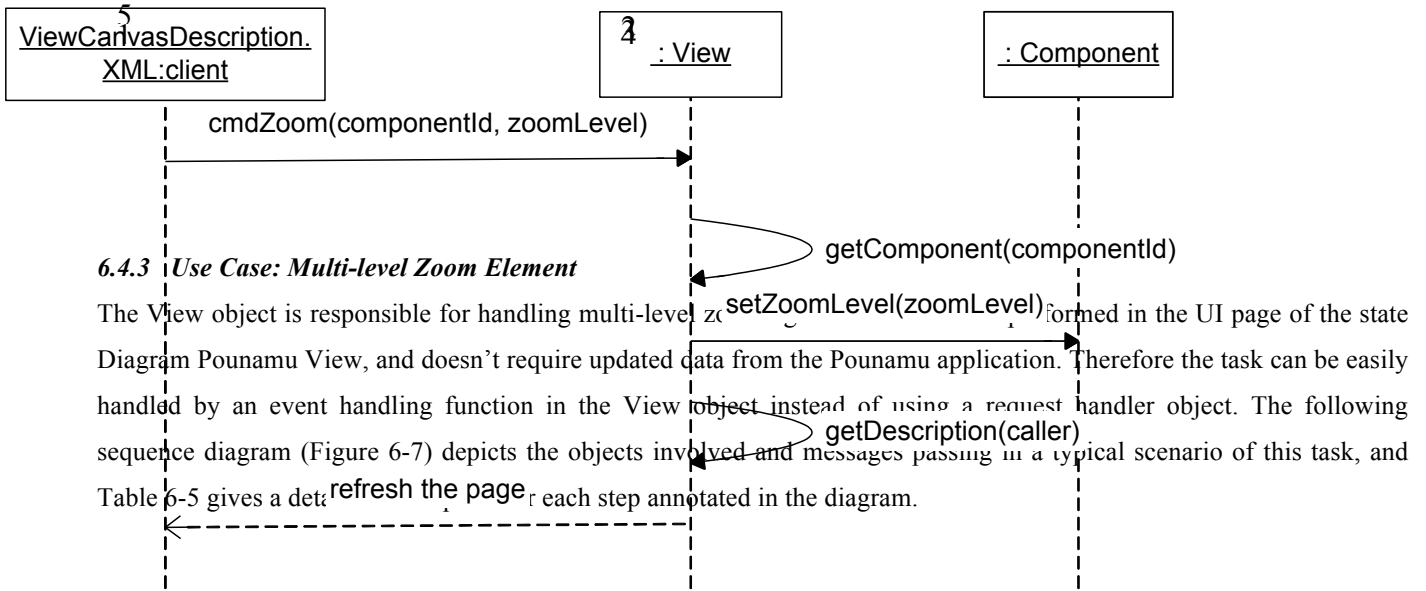 5
1
ViewCanvasDescription.
XML:client
2
3
4
: View
: Component
cmdZoom(componentId, zoomLevel)
getComponent(componentId)
6.4.3 Use Case: Multi-level Zoom Element
setZoomLevel(zoomLevel)
The View object is responsible for handling multi-level formed in the UI page of the state
Diagram Pounamu View, and doesn't require updated data from the Pounamu application. Therefore the task can be easily
handled by an event handling function in the View object instead of using a request handler object. The following
getDescription(caller)
sequence diagram (Figure 6-7) depicts the objects involved and messages passing in a typical scenario of this task, and
refresh the page
Table 6-5 gives a each step annotated in the diagram.